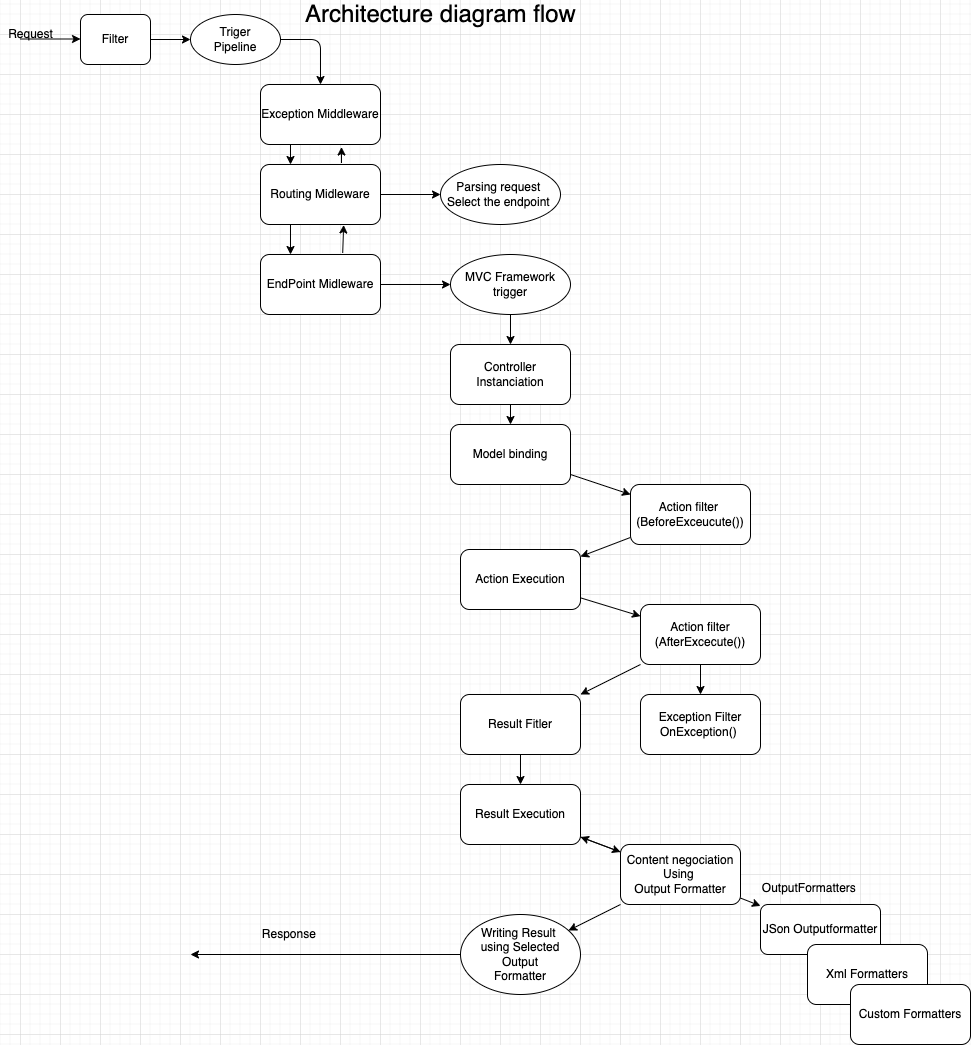 Architecture diagram flow
Request
Filter
Triger
Pipeline
Exception Middleware
Routing Midleware
Parsing request
Select the endpoint
EndPoint Midleware
MVC Framework
trigger
Controller
Instanciation
Model binding
Action filter
(BeforeExceucute())
Action Execution
Action filter
(AfterExcecute())
Result Fitler
Exception Filter
OnException()
Result Execution
Content negociation
Using
Output Formatter
OutputFormatters
JSon Outputformatter
Xml Formatters
Custom Formatters
Writing Result
using Selected
Output
Formatter
Response